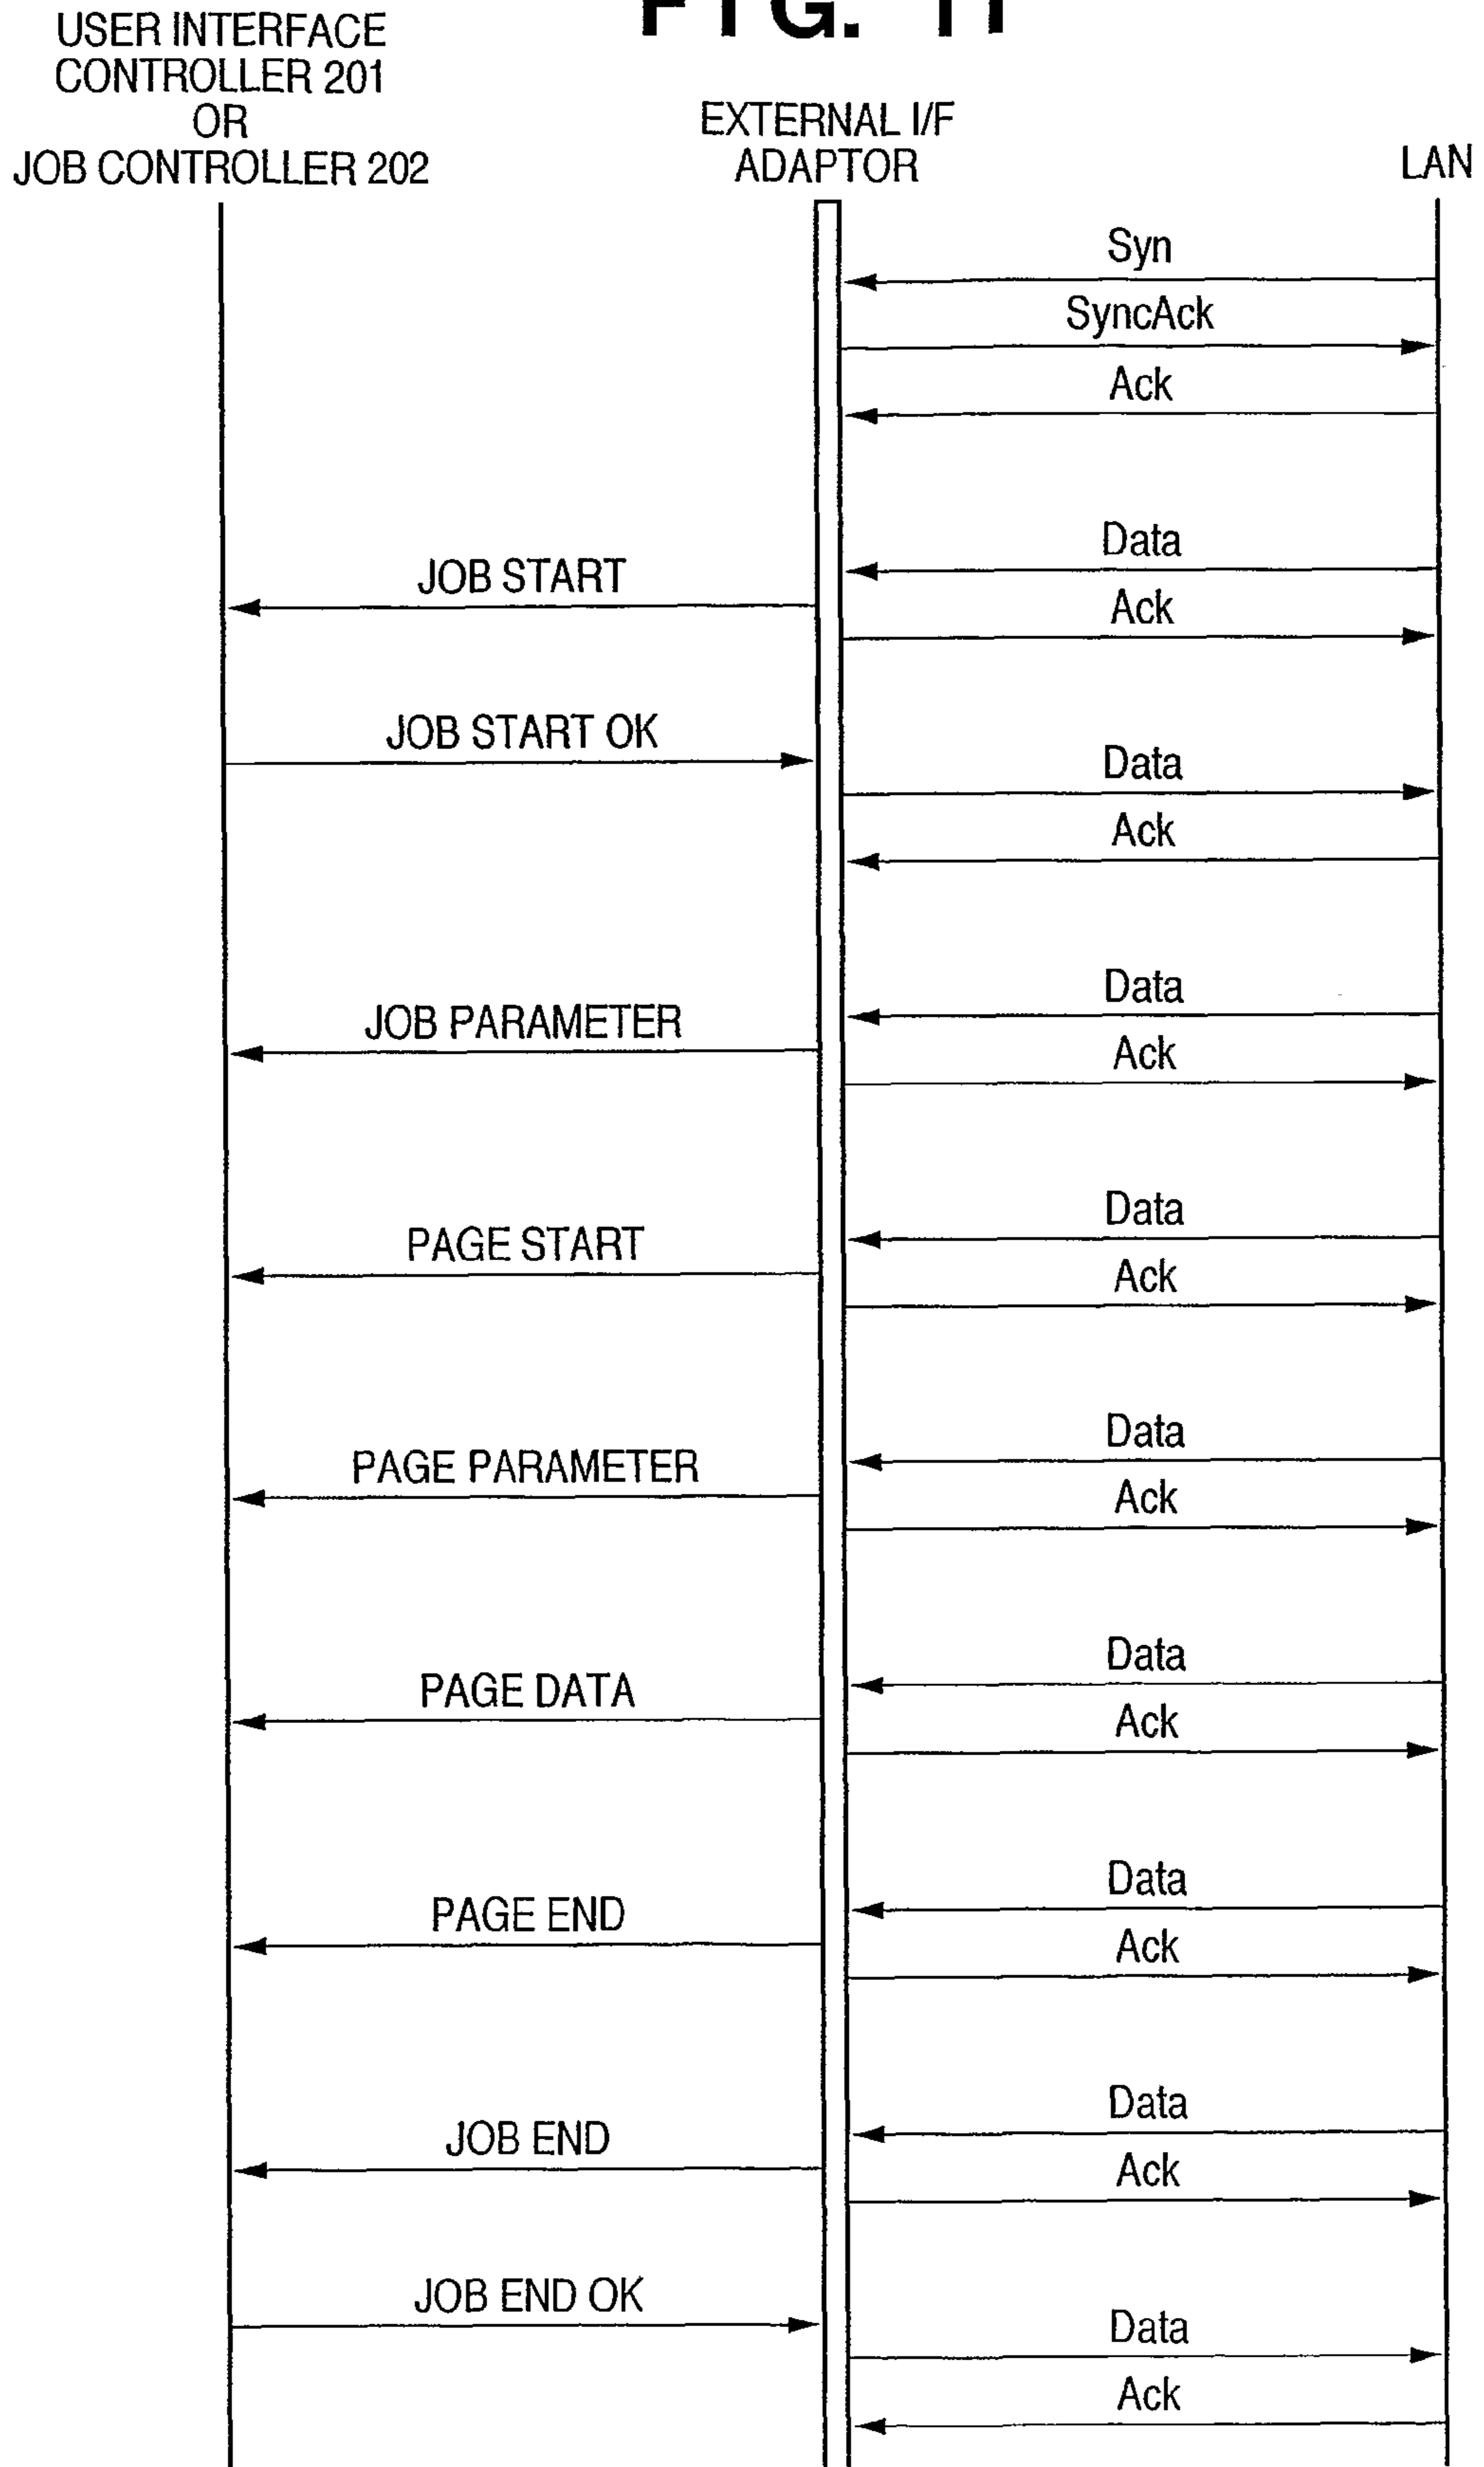 FIG. 11
USER INTERFACE
CONTROLLER 201
OR
JOB CONTROLLER 202
EXTERNAL I/F
ADAPTOR
LAN
Syn
SyncAck
Ack
Data
JOB START
Ack
JOB START OK
Data
Ack
Data
JOB PARAMETER
Ack
Data
PAGE START
Ack
Data
PAGE PARAMETER
Ack
Data
PAGE DATA
Ack
Data
PAGE END
Ack
Data
JOB END
Ack
JOB END OK
Data
Ack